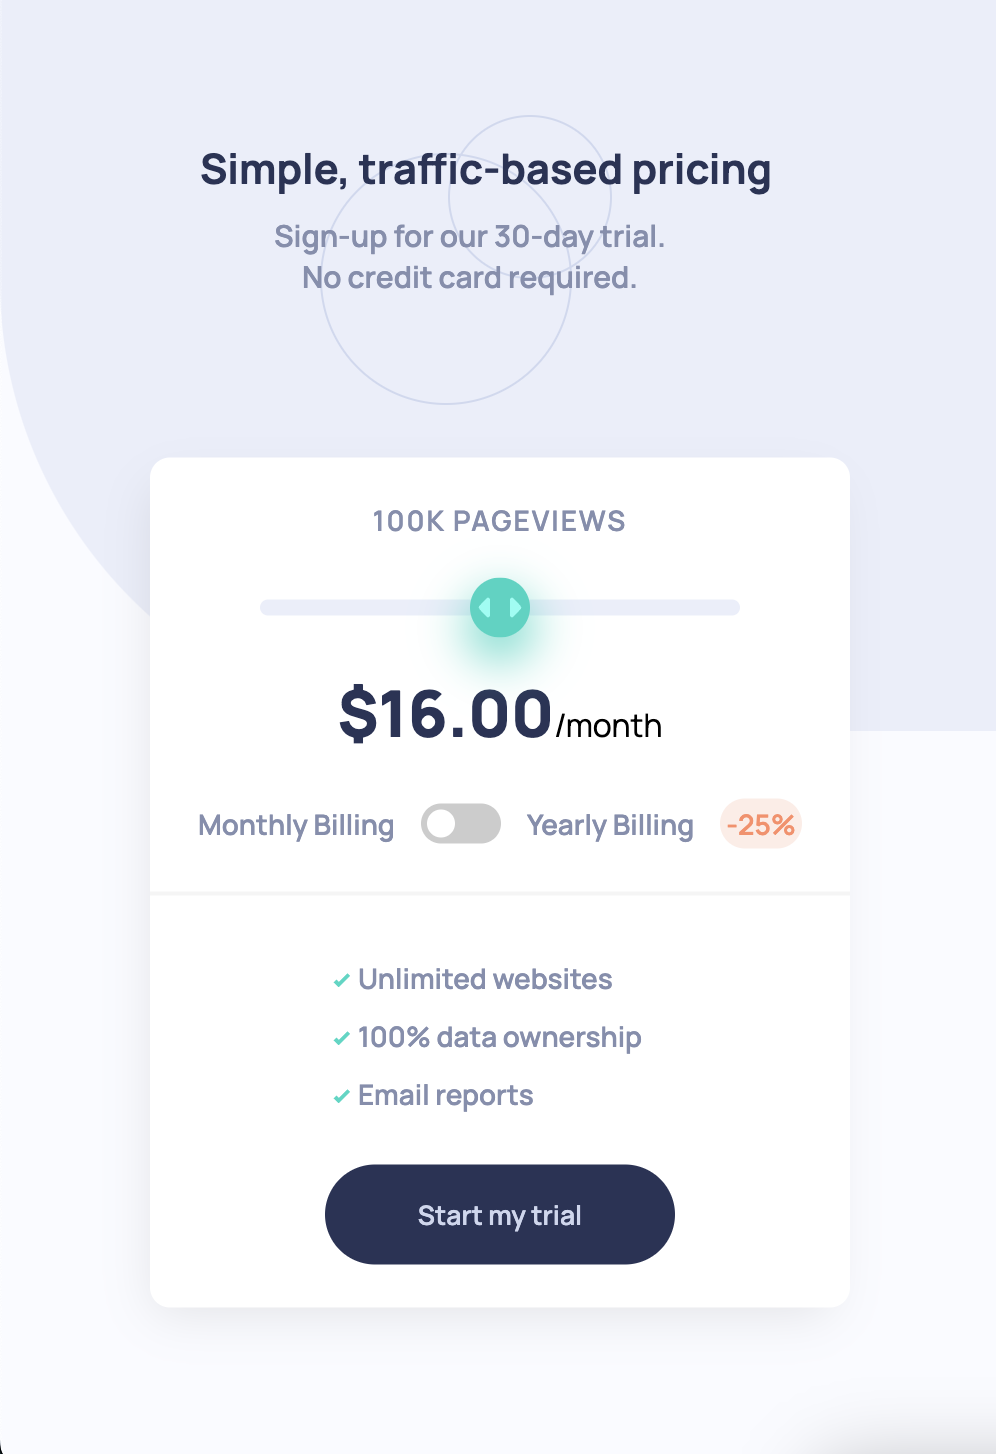 Simple, traffic-based pricing
Sign-up for our 30-day trial.
No credit card required.
100K PAGEVIEWS
$16.00/month
Monthly Billing Yearly Billing -25%
Unlimited websites
100% data ownership
Email reports
Start my trial